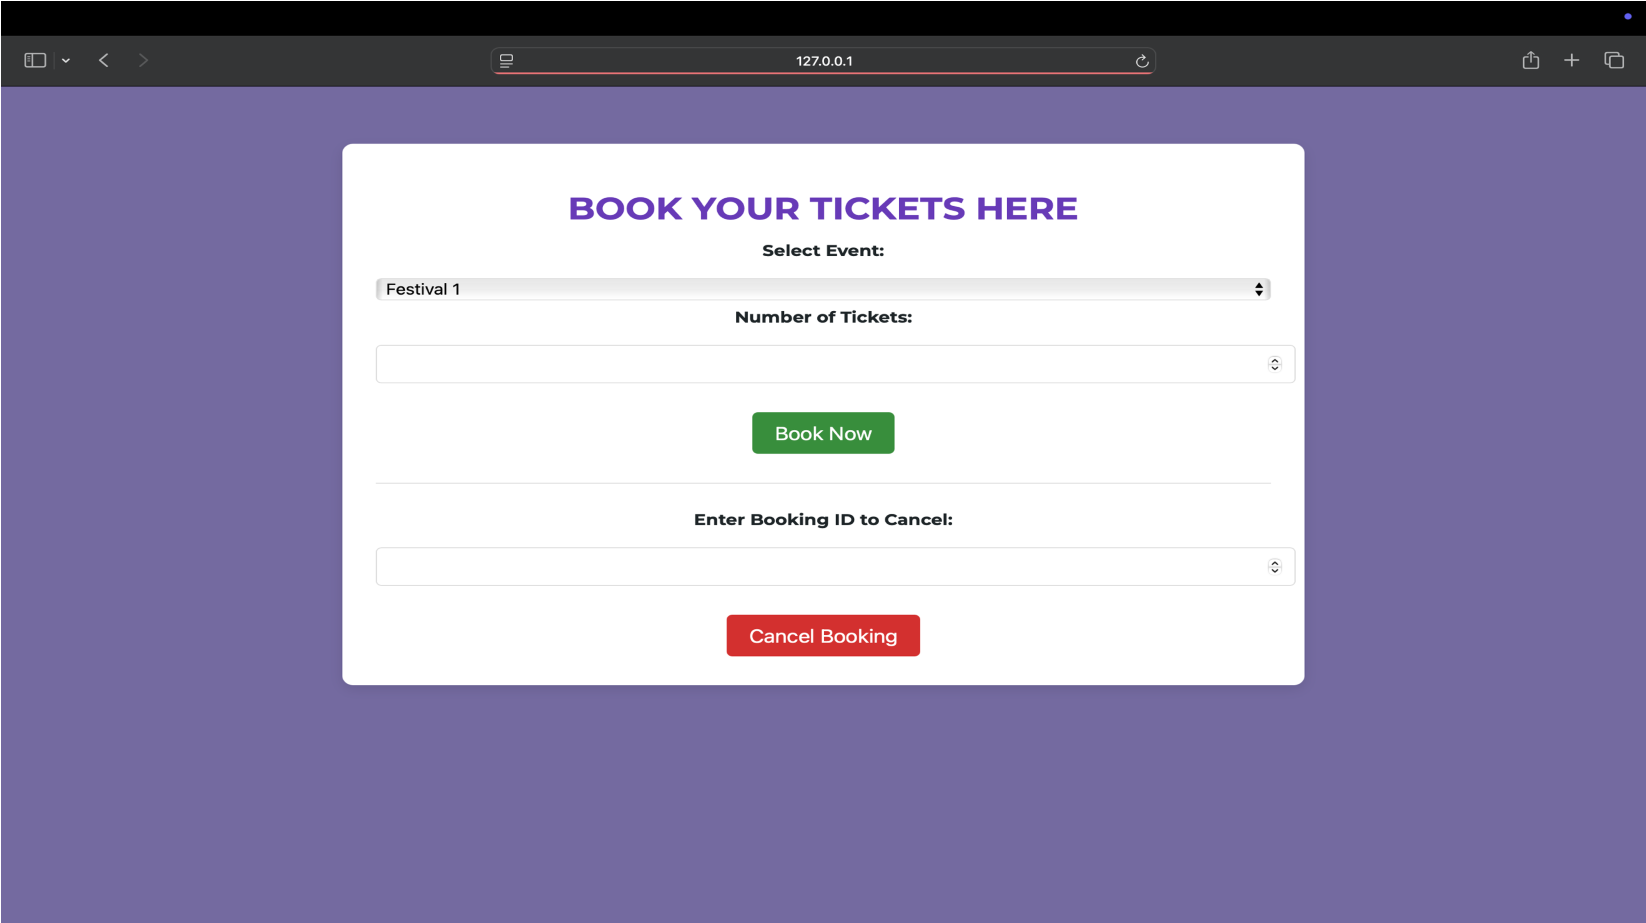 127.0.0.1
BOOK YOUR TICKETS HERE
Select Event:
Festival 1
Number of Tickets:
Book Now
Enter Booking ID to Cancel:
Cancel Booking